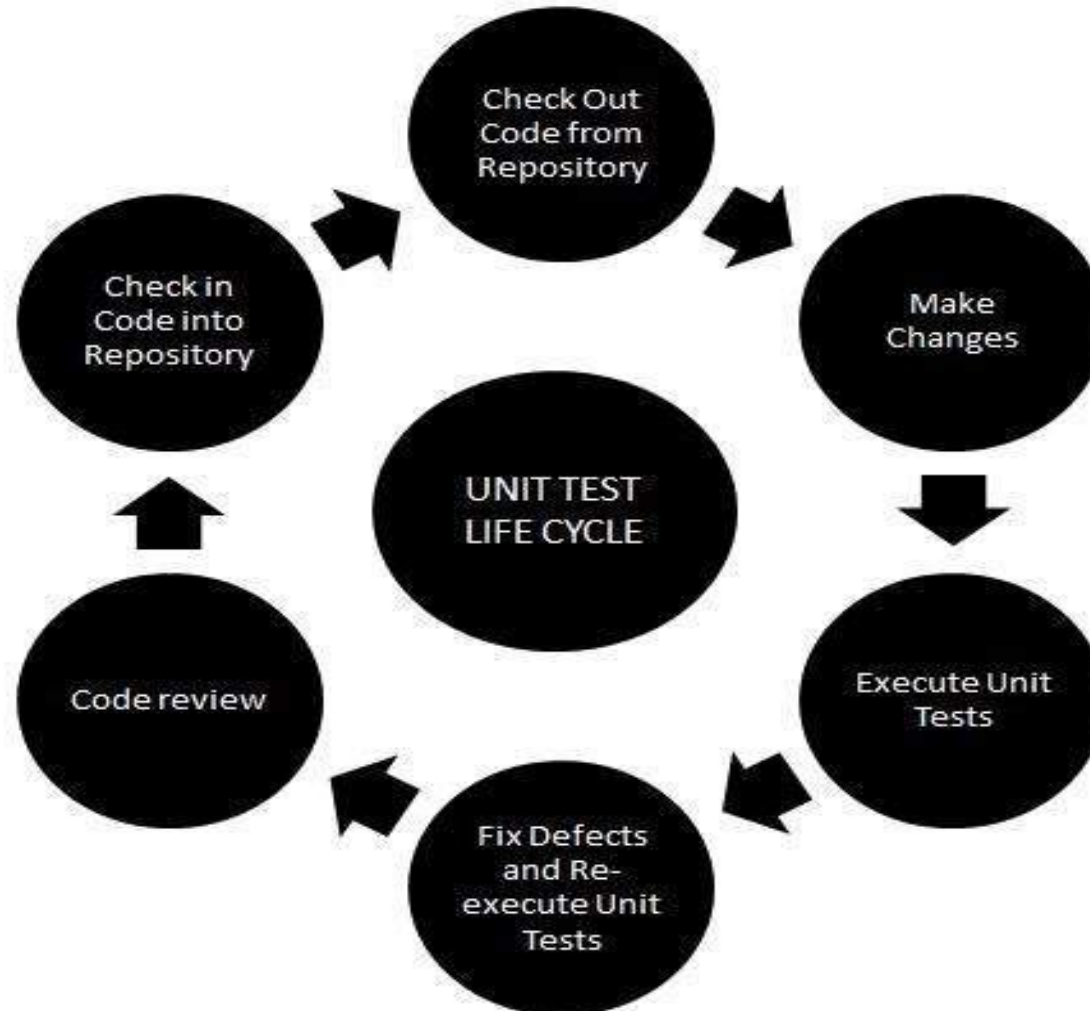 Check Out
Code from
Repository
Make
Changes
Execute Unit
Tests
Fix Defects
and Re-
execute Unit
Tests
Code review
Check in
Code into
Repository
UNIT TEST
LIFE CYCLE